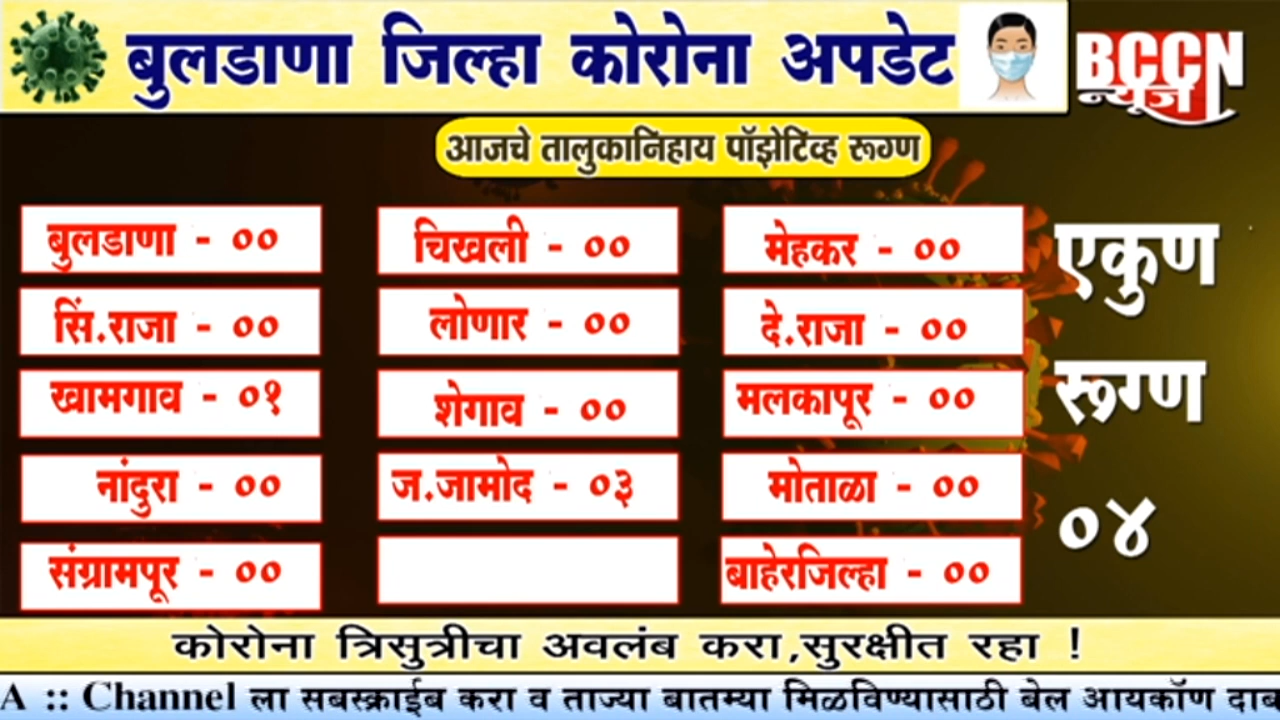 बुलडाणा जिल्हा कोरोना अपडेट
BCCN
न्यूज
आजचे तालुकानिहाय पॉझेटिव्ह रूग्ण
बुलडाणा - ००
चिखली - ००
मेहकर - ००
सिं.राजा - ००
लोणार - ००
दे.राजा - ००
खामगाव - ०१
शेगाव - ००
मलकापूर - ००
नांदुरा - ००
ज.जामोद - ०३
मोताळा - ००
संग्रामपूर - ००
बाहेरजिल्हा - ००
एकुण
रूग्ण
०४
कोरोना त्रिसुत्रीचा अवलंब करा,सुरक्षीत रहा !
A :: Channel ला सबस्क्राईब करा व ताज्या बातम्या मिळविण्यासाठी बेल आयकॉण दाब